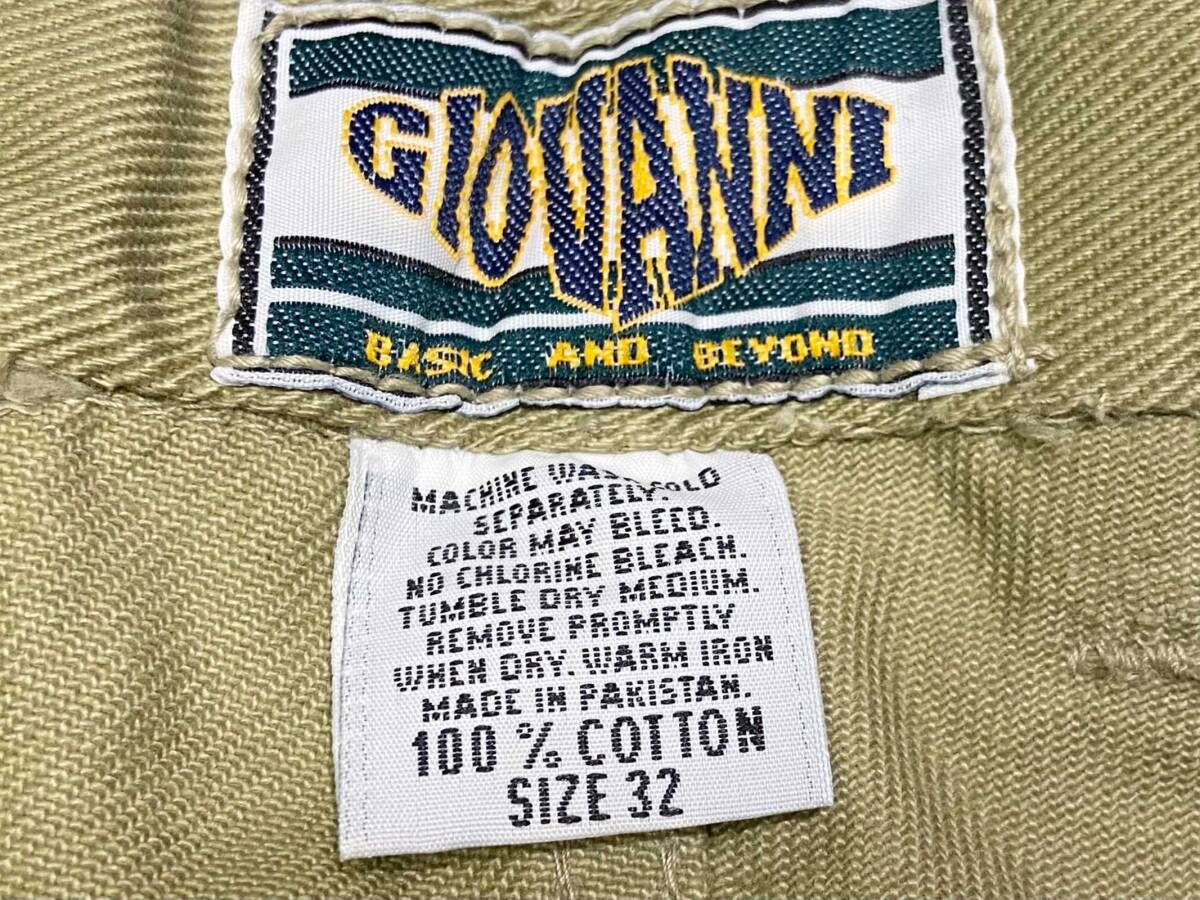 GIOVANNI
BASIC AND BEYOND
MACHINE WASH COLD
SEPARATELY.
COLOR MAY BLEED.
NO CHLORINE BLEACH.
TUMBLE DRY MEDIUM.
REMOVE PROMPTLY
WHEN DRY. WARM IRON
MADE IN PAKISTAN.
100 % COTTON
SIZE 32